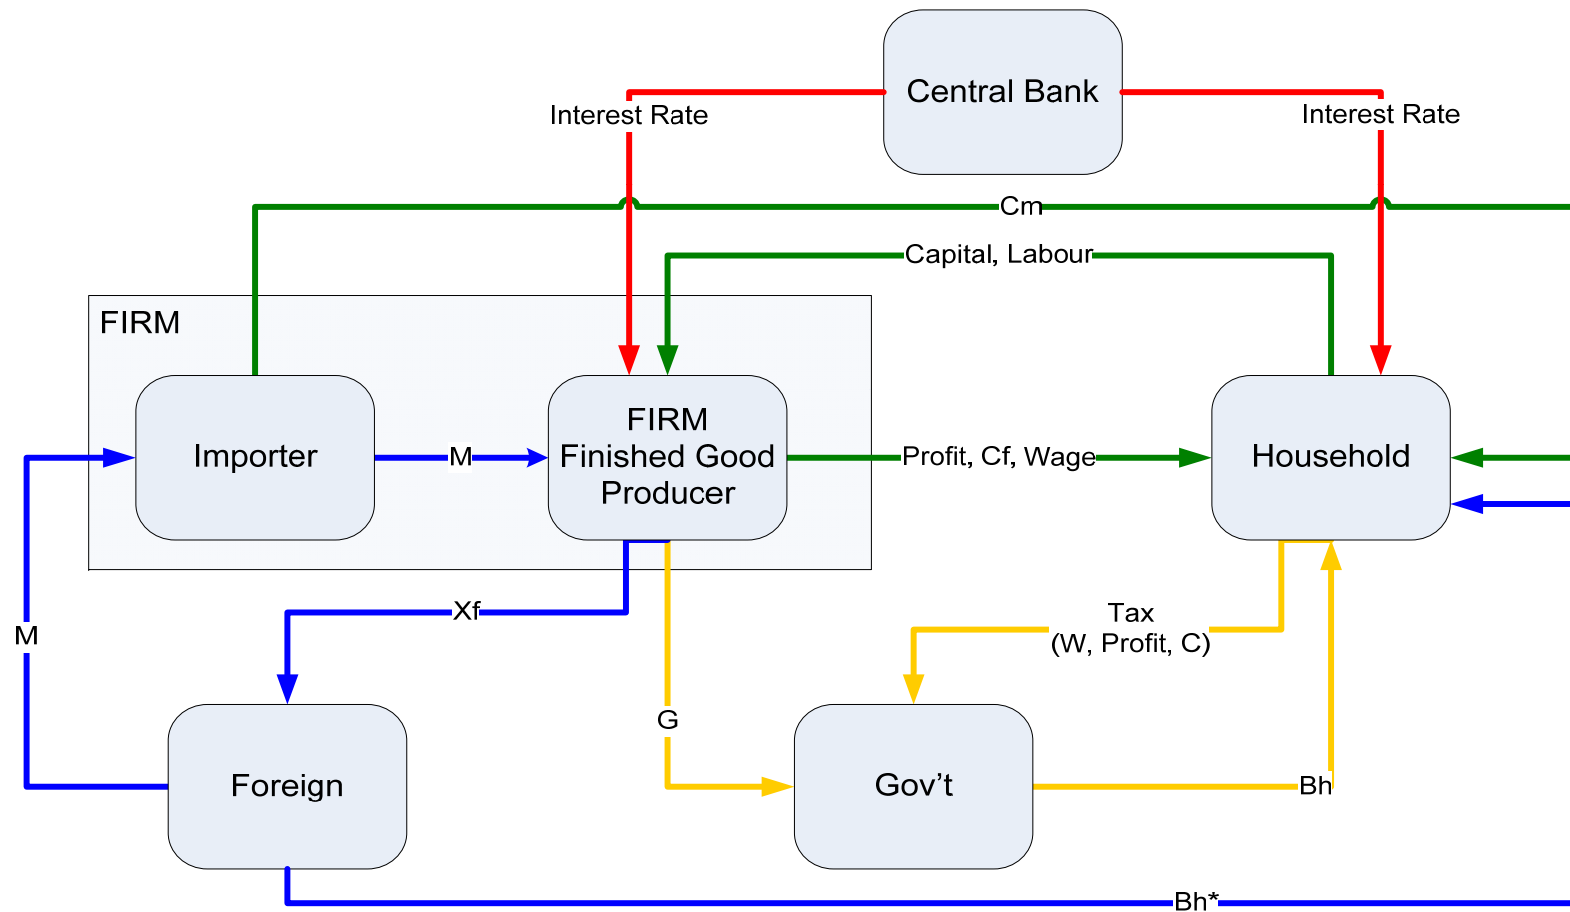 Central Bank
Interest Rate
Interest Rate
Cm
Capital, Labour
FIRM
Importer
M
FIRM
Finished Good
Producer
Profit, Cf, Wage
Household
Xf
M
Tax
(W, Profit, C)
G
Foreign
Gov't
Bh
Bh*